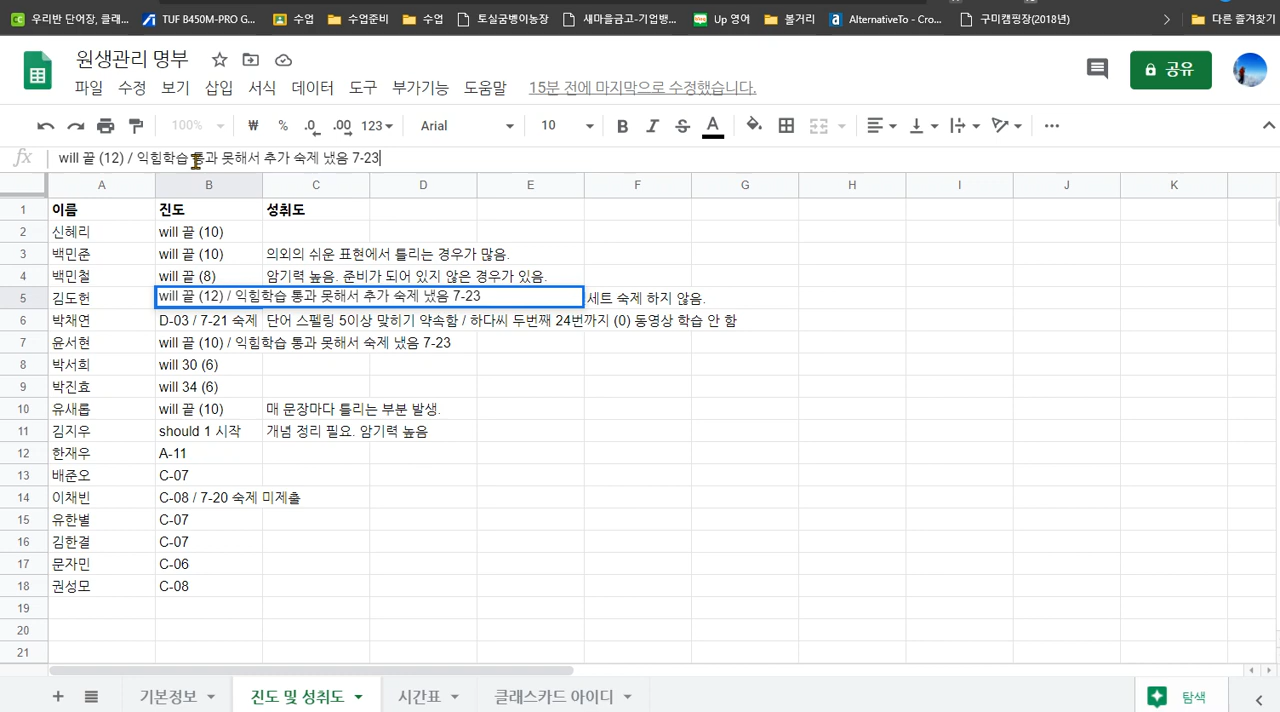 우리반 단어장, 클래... TUF B450M-PRO G... 수업 수업준비 수업 토실굼벵이농장 새마을금고-기업뱅... Up 영어 볼거리 AlternativeTo - Cro... 구미캠핑장(2018년) 다른 즐겨찾기
원생관리 명부
파일 수정 보기 삽입 서식 데이터 도구 부가기능 도움말 15분 전에 마지막으로 수정했습니다.
공유
100% ₩ % .0 .00 123 Arial 10 B I S A
fx will 끝 (12) / 익힘학습 통과 못해서 추가 숙제 냈음 7-23
A B C D E F G H I J K
1 이름 진도 성취도
2 신혜리 will 끝 (10)
3 백민준 will 끝 (10) 의외의 쉬운 표현에서 틀리는 경우가 많음.
4 백민철 will 끝 (8) 암기력 높음. 준비가 되어 있지 않은 경우가 있음.
5 김도헌 will 끝 (12) / 익힘학습 통과 못해서 추가 숙제 냈음 7-23 세트 숙제 하지 않음.
6 박채연 D-03 / 7-21 숙제 단어 스펠링 5이상 맞히기 약속함 / 하다씨 두번째 24번까지 (0) 동영상 학습 안 함
7 윤서현 will 끝 (10) / 익힘학습 통과 못해서 숙제 냈음 7-23
8 박서희 will 30 (6)
9 박진효 will 34 (6)
10 유새롭 will 끝 (10) 매 문장마다 틀리는 부분 발생.
11 김지우 should 1 시작 개념 정리 필요. 암기력 높음
12 한재우 A-11
13 배준오 C-07
14 이채빈 C-08 / 7-20 숙제 미제출
15 유한별 C-07
16 김한결 C-07
17 문자민 C-06
18 권성모 C-08
19
20
21
기본정보 진도 및 성취도 시간표 클래스카드 아이디 탐색